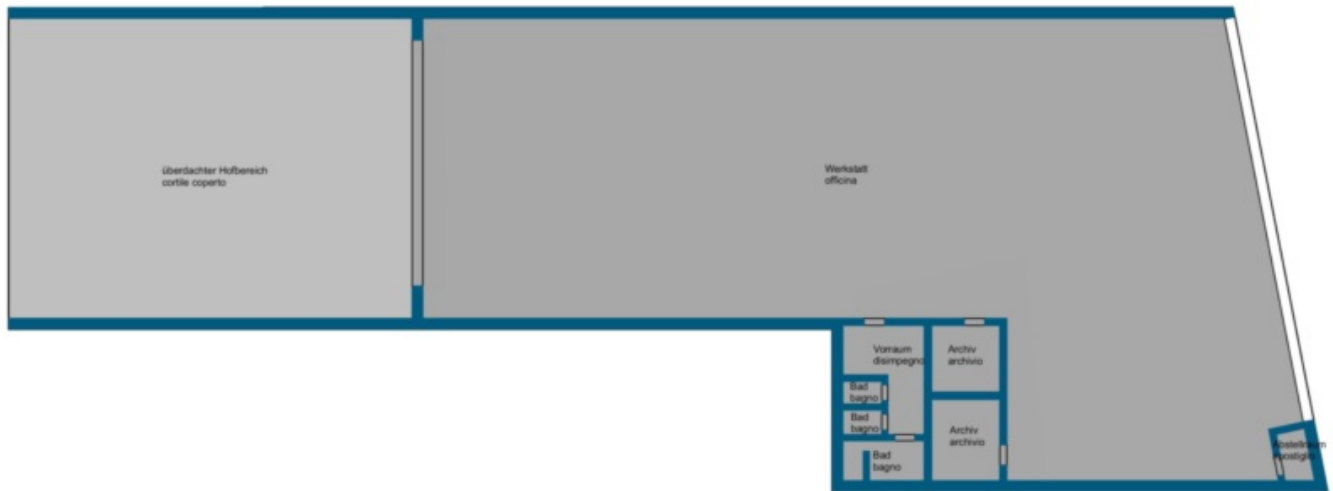 überdachter Hofbereich
cortile coperto
Werkstatt
officina
Vorraum
disimpegno
Archiv
archivio
Bad
bagno
Bad
bagno
Archiv
archivio
Bad
bagno
Abstellraum